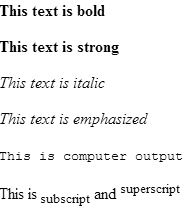 This text is bold
This text is strong
This text is italic
This text is emphasized
This is computer output
This is subscript and superscript